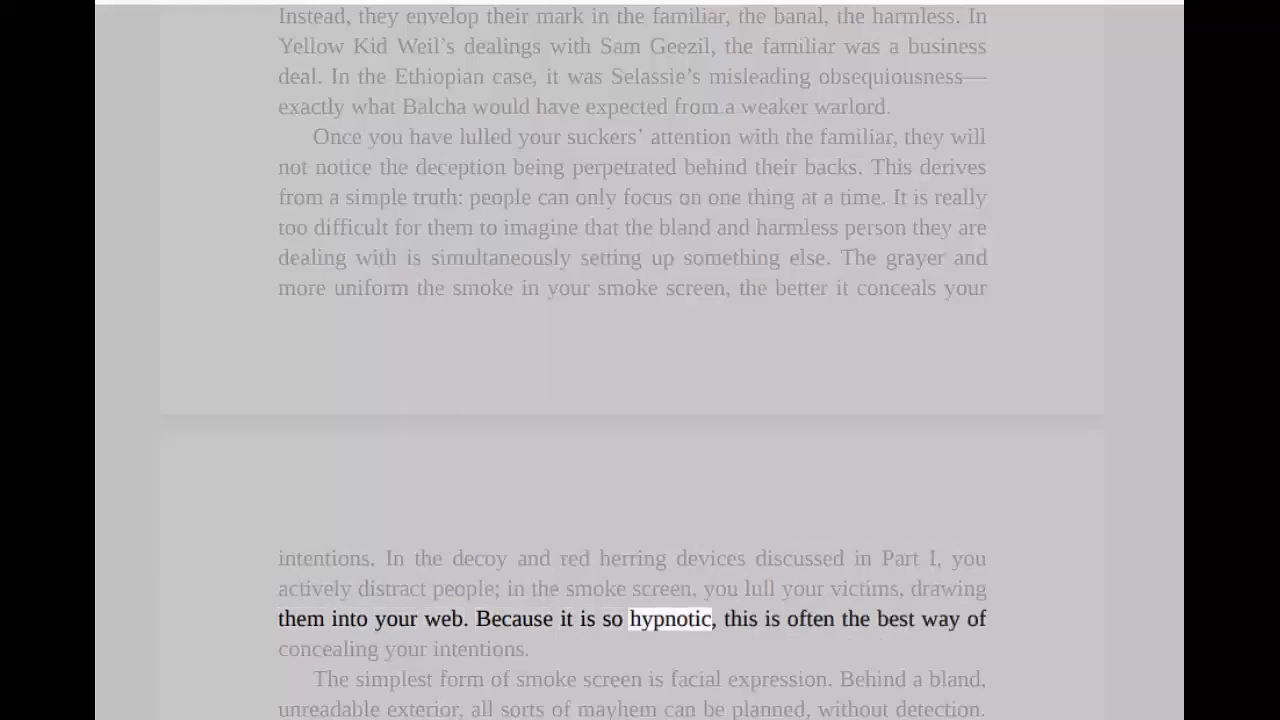 Instead, they envelop their mark in the familiar, the banal, the harmless. In
Yellow Kid Weil’s dealings with Sam Geezil, the familiar was a business
deal. In the Ethiopian case, it was Selassie’s misleading obsequiousness—
exactly what Balcha would have expected from a weaker warlord.
Once you have lulled your suckers’ attention with the familiar, they will
not notice the deception being perpetrated behind their backs. This derives
from a simple truth: people can only focus on one thing at a time. It is really
too difficult for them to imagine that the bland and harmless person they are
dealing with is simultaneously setting up something else. The grayer and
more uniform the smoke in your smoke screen, the better it conceals your
intentions. In the decoy and red herring devices discussed in Part I, you
actively distract people; in the smoke screen, you lull your victims, drawing
them into your web. Because it is so hypnotic, this is often the best way of
concealing your intentions.
The simplest form of smoke screen is facial expression. Behind a bland,
unreadable exterior, all sorts of mayhem can be planned, without detection.